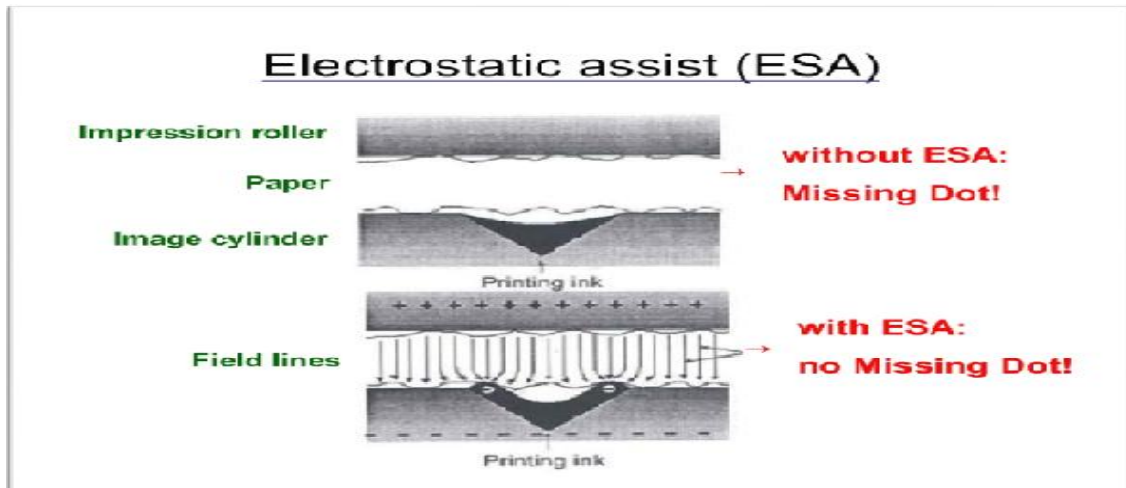 Electrostatic assist (ESA)
Impression roller
Paper
Image cylinder
without ESA:
Missing Dot!
Printing ink
+ + + + + + + + + + + +
Field lines
with ESA:
no Missing Dot!
Printing ink